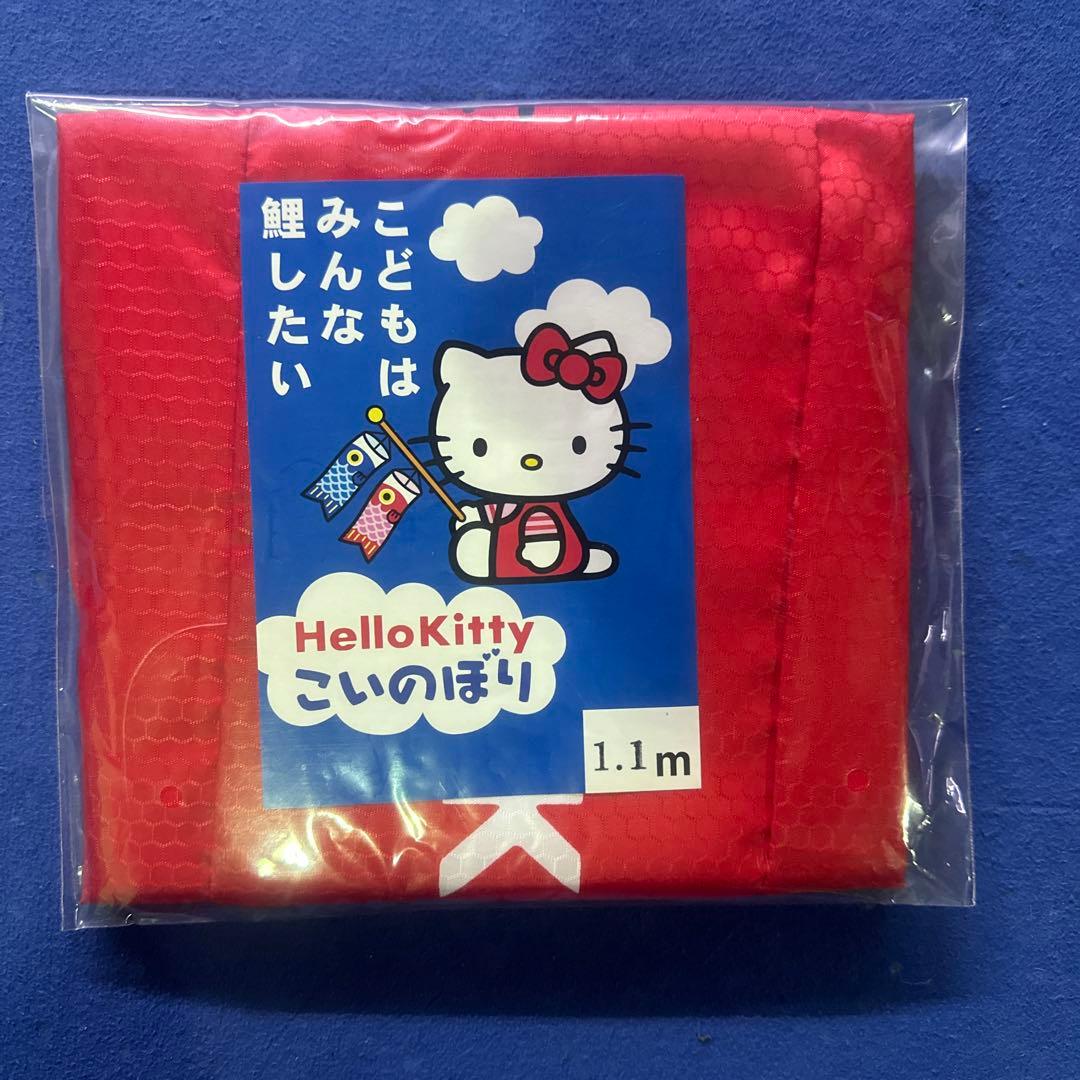 こどもは
みんな
鯉したい
HelloKitty
こいのぼり
1.1m